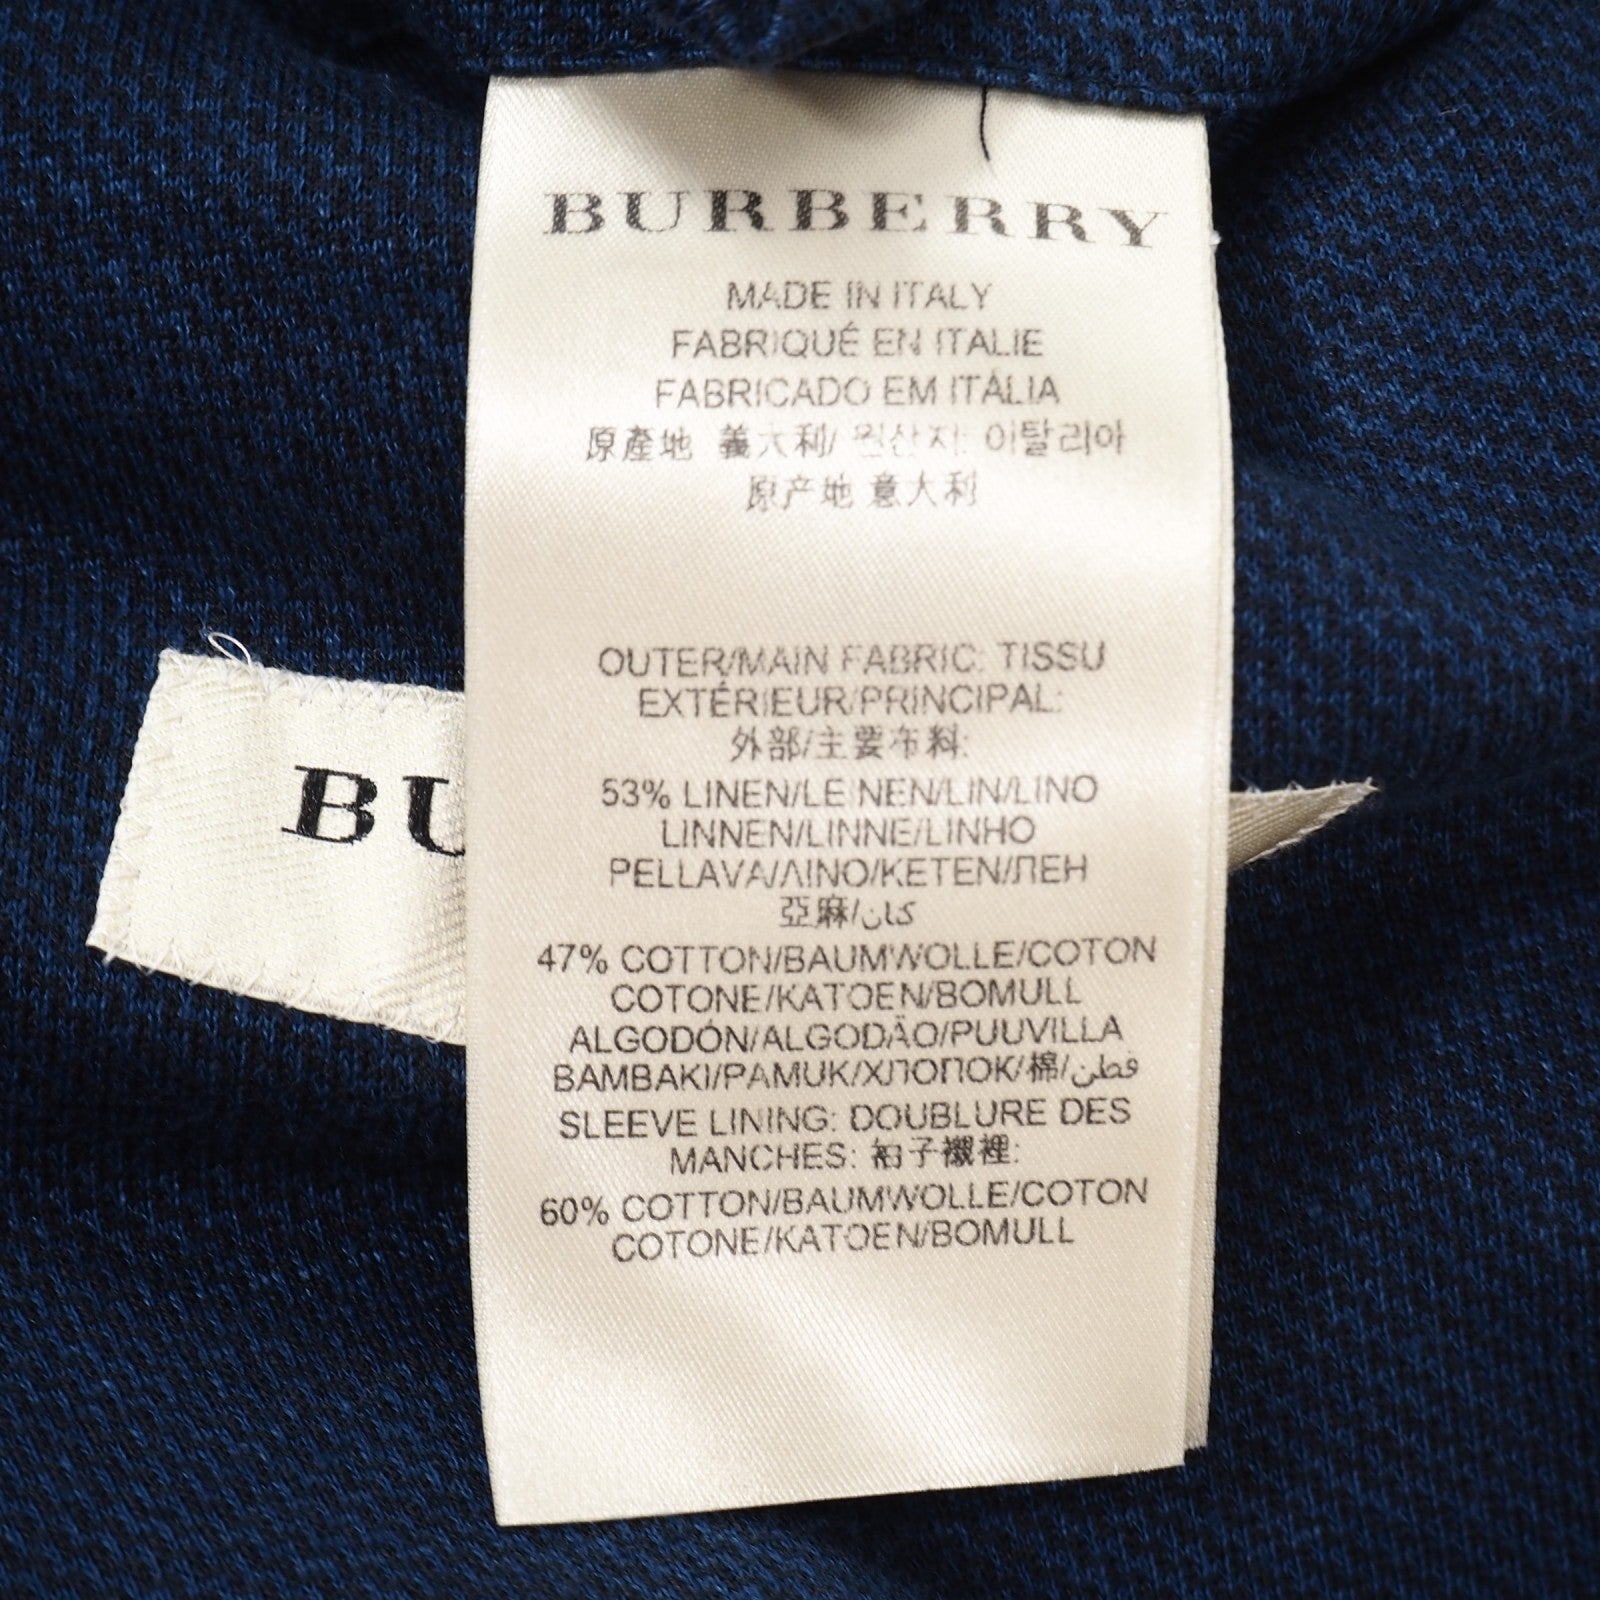 BURBERRY
MADE IN ITALY
FABRIQUÉ EN ITALIE
FABRICADO EM ITÁLIA
原產地 義大利/ 원산지: 이탈리아
原产地 意大利
OUTER/MAIN FABRIC: TISSU
EXTÉRIEUR/PRINCIPAL:
外部/主要布料:
53% LINEN/LEINEN/LIN/LINO
LINNEN/LINNE/LINHO
PELLAVA/ΛΙΝΟ/KETEN/ЛЕН
亞麻/كتان
47% COTTON/BAUMWOLLE/COTON
COTONE/KATOEN/BOMULL
ALGODÓN/ALGODÃO/PUUVILLA
BAMBAKI/PAMUK/ХЛОПОК/棉/قطن
SLEEVE LINING: DOUBLURE DES
MANCHES: 袖子襯裡:
60% COTTON/BAUMWOLLE/COTON
COTONE/KATOEN/BOMULL
BU